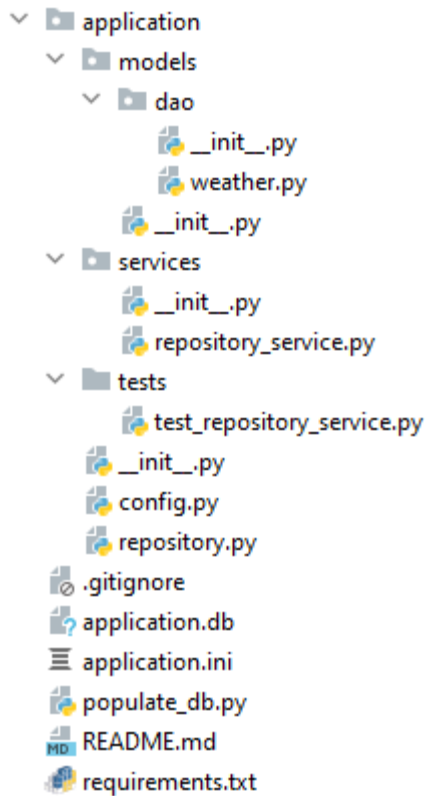 application
models
dao
__init__.py
weather.py
__init__.py
services
__init__.py
repository_service.py
tests
test_repository_service.py
__init__.py
config.py
repository.py
.gitignore
application.db
application.ini
populate_db.py
MD README.md
requirements.txt